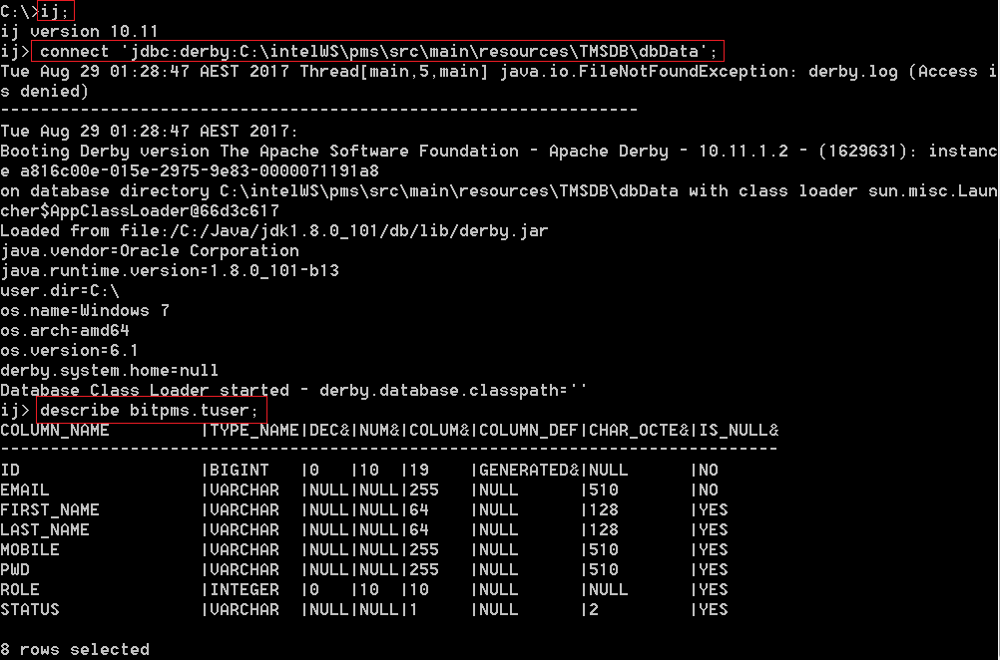 C:\>ij;
ij version 10.11
ij> connect 'jdbc:derby:C:\intelWS\pms\src\main\resources\TMSDB\dbData';
Tue Aug 29 01:28:47 AEST 2017 Thread[main,5,main] java.io.FileNotFoundException: derby.log (Access i
s denied)
----------------------------------------------------------------
Tue Aug 29 01:28:47 AEST 2017:
Booting Derby version The Apache Software Foundation - Apache Derby - 10.11.1.2 - (1629631): instanc
e a816c00e-015e-2975-9e83-0000071191a8
on database directory C:\intelWS\pms\src\main\resources\TMSDB\dbData with class loader sun.misc.Laun
cher$AppClassLoader@66d3c617
Loaded from file:/C:/Java/jdk1.8.0_101/db/lib/derby.jar
java.vendor=Oracle Corporation
java.runtime.version=1.8.0_101-b13
user.dir=C:\
os.name=Windows 7
os.arch=amd64
os.version=6.1
derby.system.home=null
Database Class Loader started - derby.database.classpath=''
ij> describe bitpms.tuser;
COLUMN_NAME         |TYPE_NAME|DEC&|NUM&|COLUM&|COLUMN_DEF|CHAR_OCTE&|IS_NULL&
------------------------------------------------------------------------------
ID                  |BIGINT   |0   |10  |19    |GENERATED&|NULL      |NO
EMAIL               |VARCHAR  |NULL|NULL|255   |NULL      |510       |NO
FIRST_NAME          |VARCHAR  |NULL|NULL|64    |NULL      |128       |YES
LAST_NAME           |VARCHAR  |NULL|NULL|64    |NULL      |128       |YES
MOBILE              |VARCHAR  |NULL|NULL|255   |NULL      |510       |YES
PWD                 |VARCHAR  |NULL|NULL|255   |NULL      |510       |YES
ROLE                |INTEGER  |0   |10  |10    |NULL      |NULL      |YES
STATUS              |VARCHAR  |NULL|NULL|1     |NULL      |2         |YES
8 rows selected